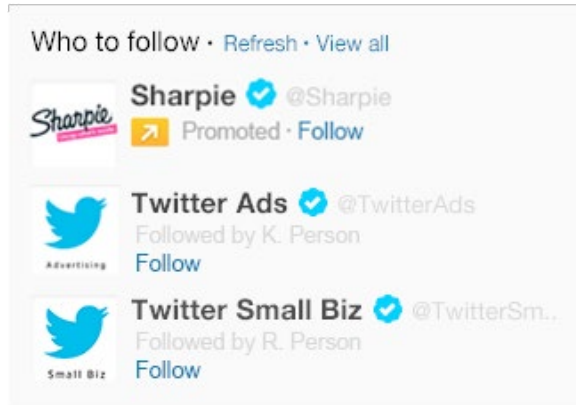 Who to follow · Refresh · View all
Sharpie @Sharpie
Sharpie
Promoted · Follow
Twitter Ads @TwitterAds
Followed by K. Person
Advertising
Follow
Twitter Small Biz @TwitterSm..
Followed by R. Person
Small Biz
Follow